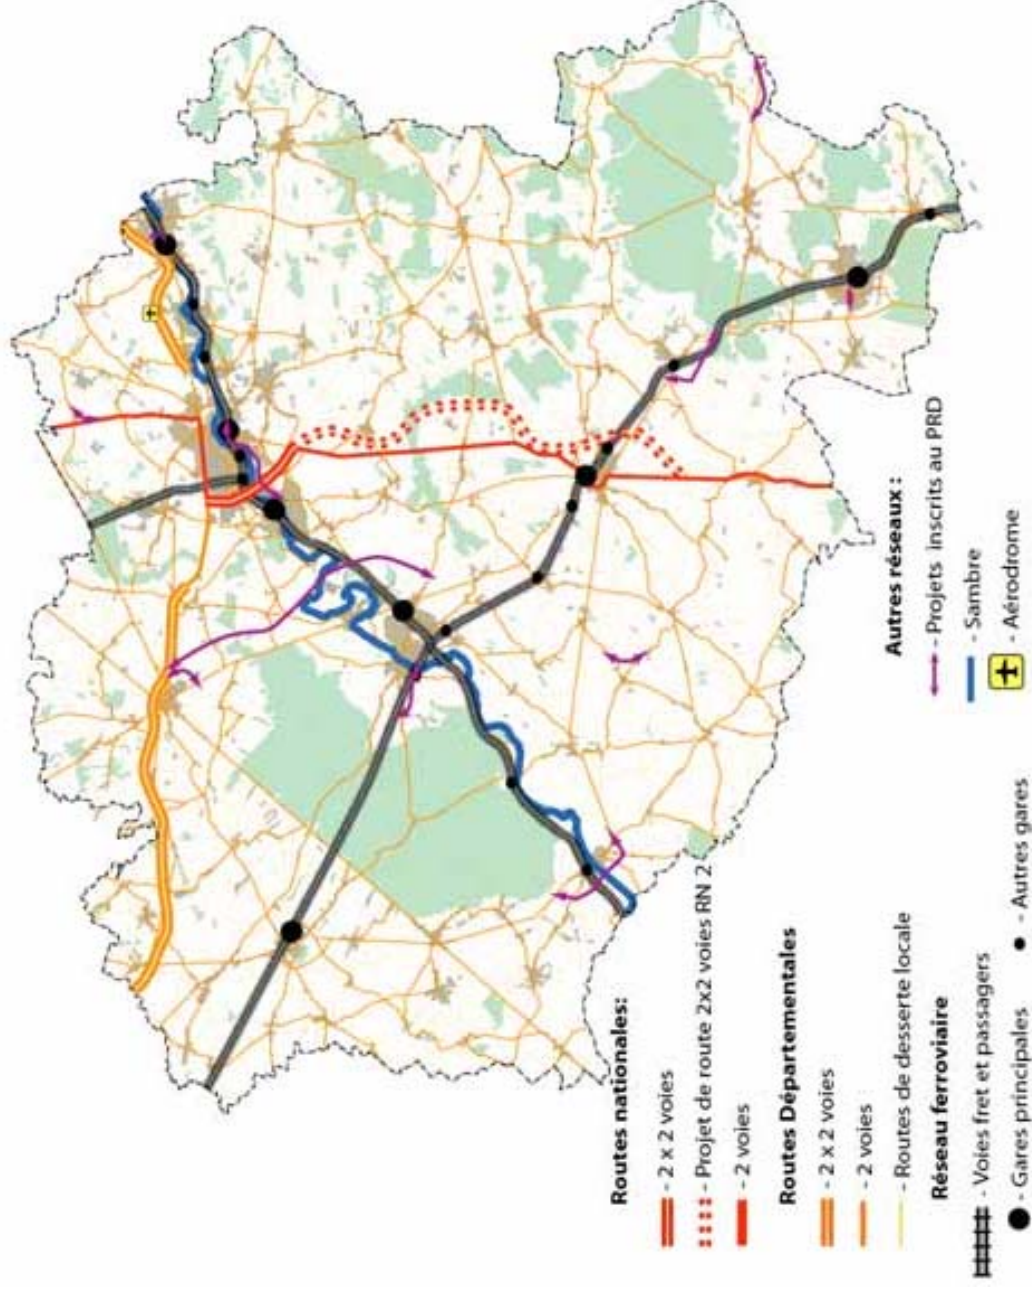 Routes nationales:
- 2 x 2 voies
- Projet de route 2x2 voies RN 2
- 2 voies
Routes Départementales
- 2 x 2 voies
- 2 voies
- Routes de desserte locale
Réseau ferroviaire
- Voies fret et passagers
- Gares principales
- Autres gares
Autres réseaux :
- Projets inscrits au PRD
- Sambre
- Aérodrome